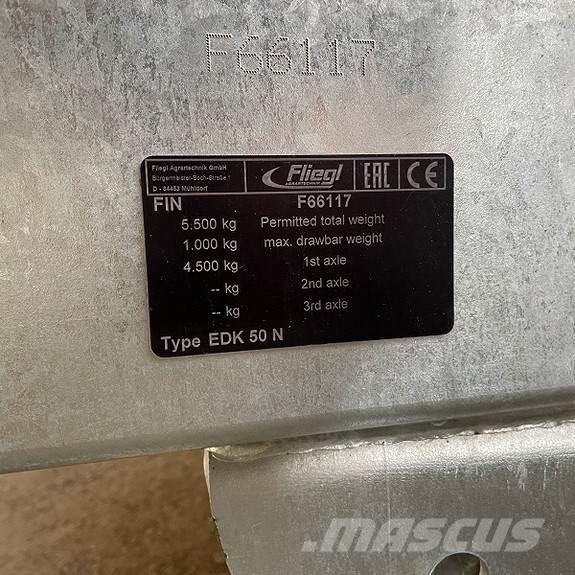 F66117
Fliegl Agrartechnik GmbH
Bürgermeister-Boch-Straße 1
D - 84453 Mühldorf
Fliegl
AGRARTECHNIK
EAC CE
FIN F66117
5.500 kg Permitted total weight
1.000 kg max. drawbar weight
4.500 kg 1st axle
-- kg 2nd axle
-- kg 3rd axle
Type EDK 50 N
MASCUS